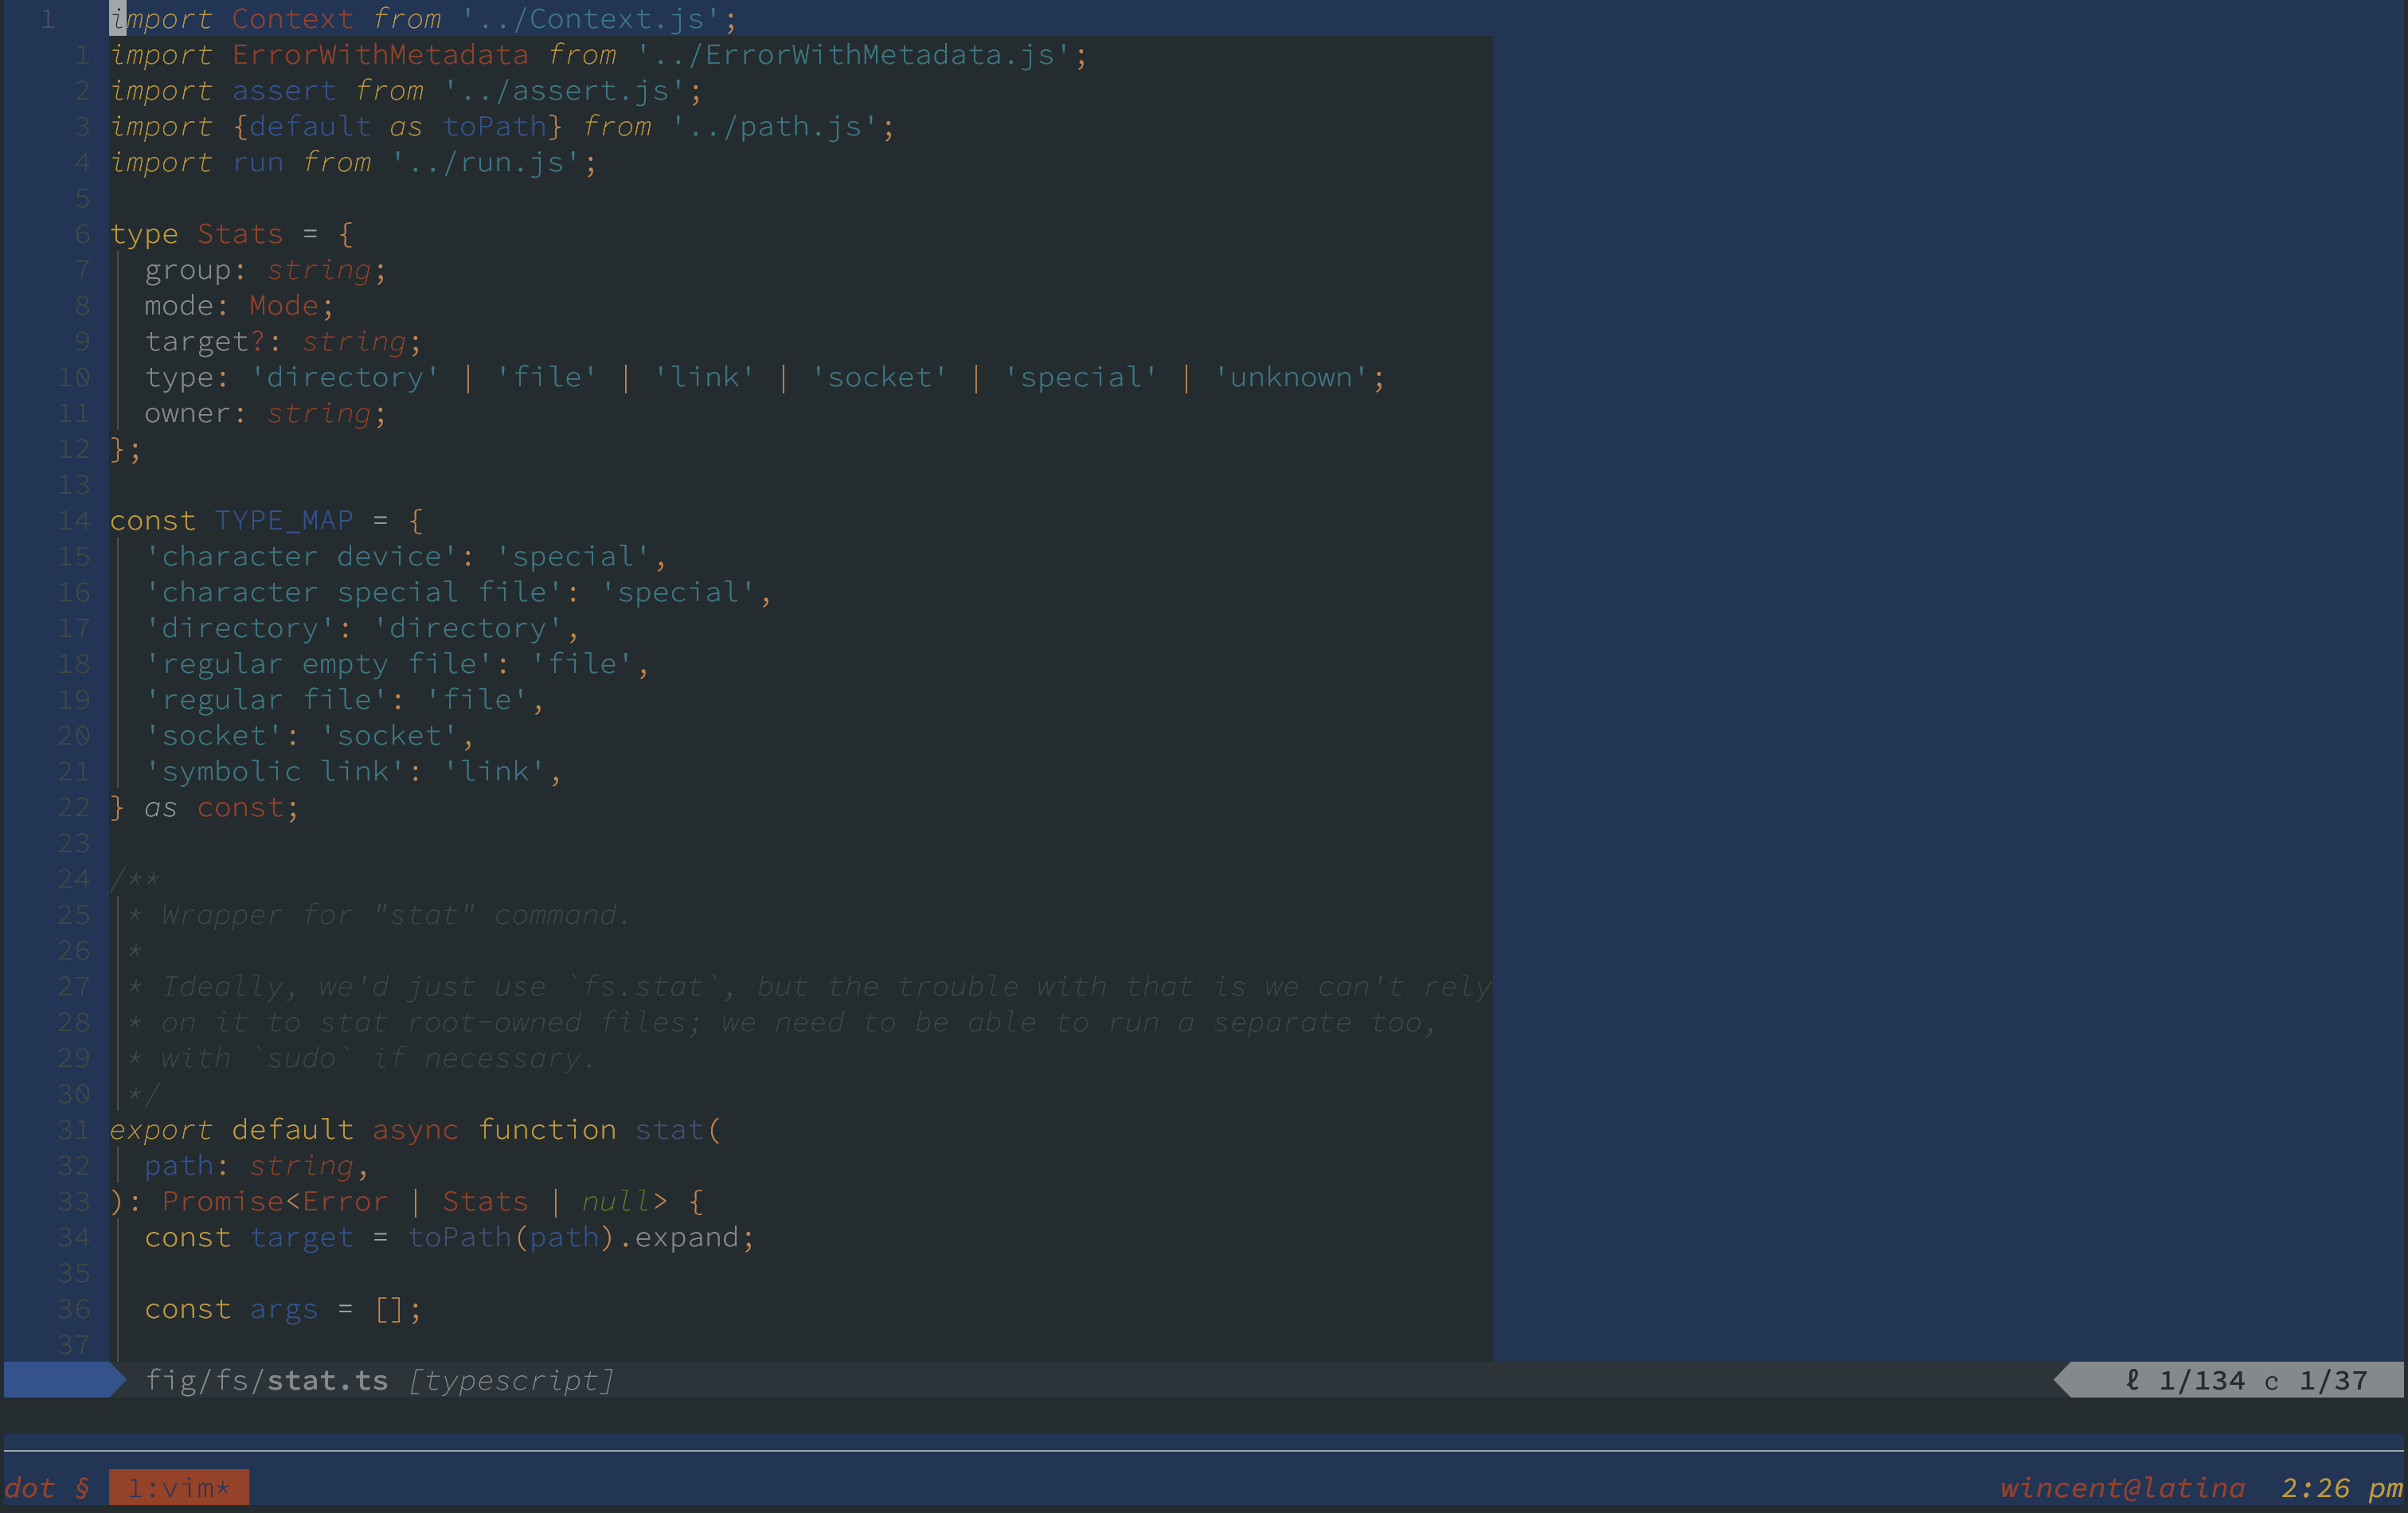 1 import Context from '../Context.js';
1 import ErrorWithMetadata from '../ErrorWithMetadata.js';
2 import assert from '../assert.js';
3 import {default as toPath} from '../path.js';
4 import run from '../run.js';
5
6 type Stats = {
7   group: string;
8   mode: Mode;
9   target?: string;
10   type: 'directory' | 'file' | 'link' | 'socket' | 'special' | 'unknown';
11   owner: string;
12 };
13
14 const TYPE_MAP = {
15   'character device': 'special',
16   'character special file': 'special',
17   'directory': 'directory',
18   'regular empty file': 'file',
19   'regular file': 'file',
20   'socket': 'socket',
21   'symbolic link': 'link',
22 } as const;
23
24 /**
25  * Wrapper for "stat" command.
26  *
27  * Ideally, we'd just use `fs.stat`, but the trouble with that is we can't rely
28  * on it to stat root-owned files; we need to be able to run a separate too,
29  * with `sudo` if necessary.
30  */
31 export default async function stat(
32   path: string,
33 ): Promise<Error | Stats | null> {
34   const target = toPath(path).expand;
35
36   const args = [];
37
fig/fs/stat.ts [typescript] ℓ 1/134 c 1/37
dot § 1:vim* wincent@latina 2:26 pm